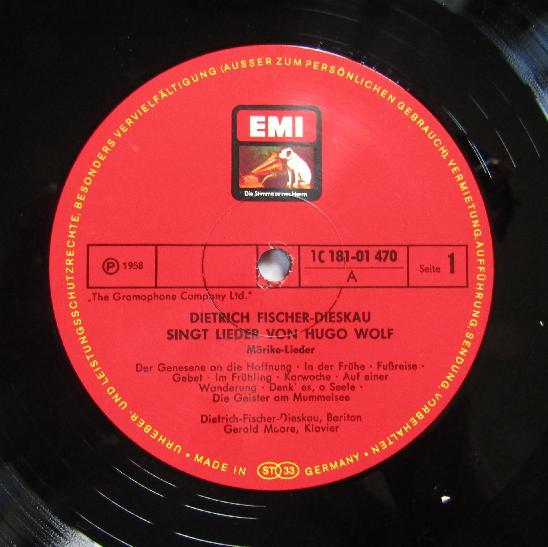 URHEBER- UND LEISTUNGSSCHUTZRECHTE, BESONDERS VERVIELFÄLTIGUNG (AUSSER ZUM PERSÖNLICHEN GEBRAUCH), VERMIETUNG, AUFFÜHRUNG, SENDUNG VORBEHALTEN
EMI
Die Stimme seines Herrn
Ⓟ 1958
1C 181-01 470
A
Seite 1
„The Gramophone Company Ltd.“
DIETRICH FISCHER-DIESKAU
SINGT LIEDER VON HUGO WOLF
Mörike-Lieder
Der Genesene an die Hoffnung · In der Frühe · Fußreise ·
Gebet · Im Frühling · Karwoche · Auf einer
Wanderung · Denk' es, o Seele ·
Die Geister am Mummelsee
Dietrich-Fischer-Dieskau, Bariton
Gerald Moore, Klavier
• MADE IN ST 33 GERMANY •